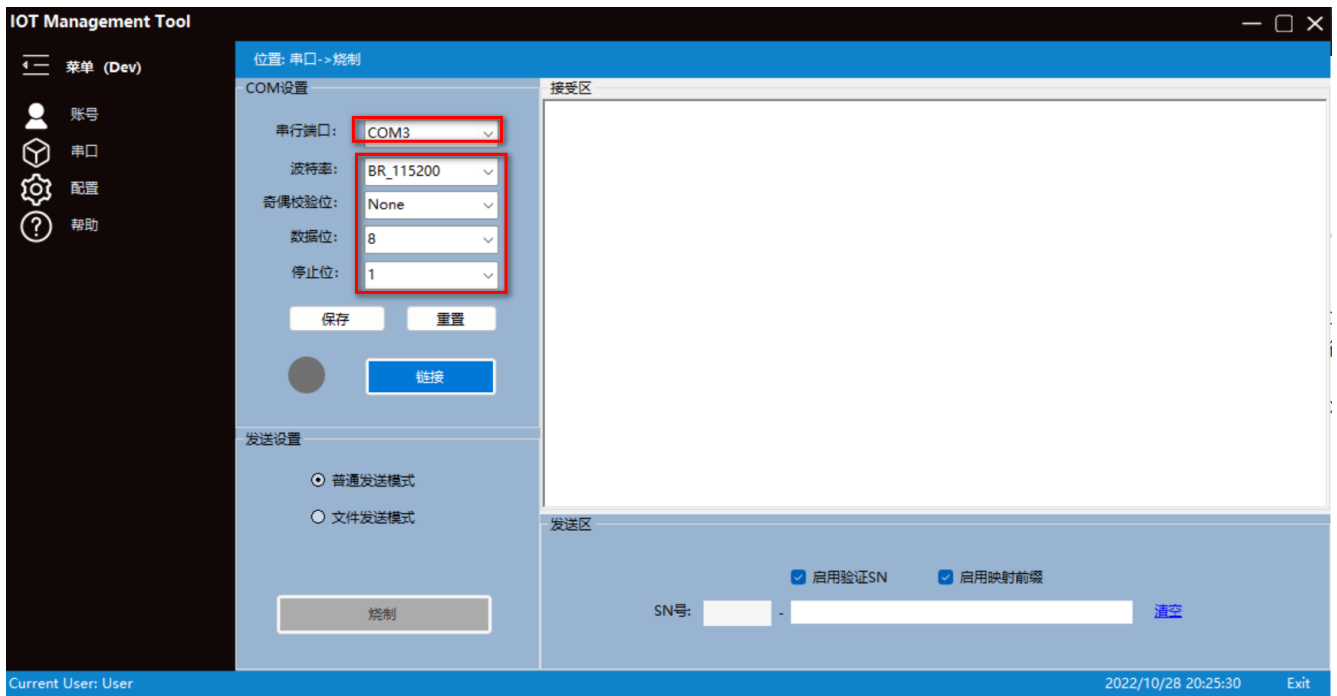 IOT Management Tool
菜单 (Dev)
账号
串口
配置
帮助
位置: 串口->烧制
COM设置
串行端口: COM3
波特率: BR_115200
奇偶校验位: None
数据位: 8
停止位: 1
保存 重置
链接
发送设置
普通发送模式
文件发送模式
烧制
接受区
发送区
启用验证SN 启用映射前缀
SN号: - 清空
Current User: User 2022/10/28 20:25:30 Exit